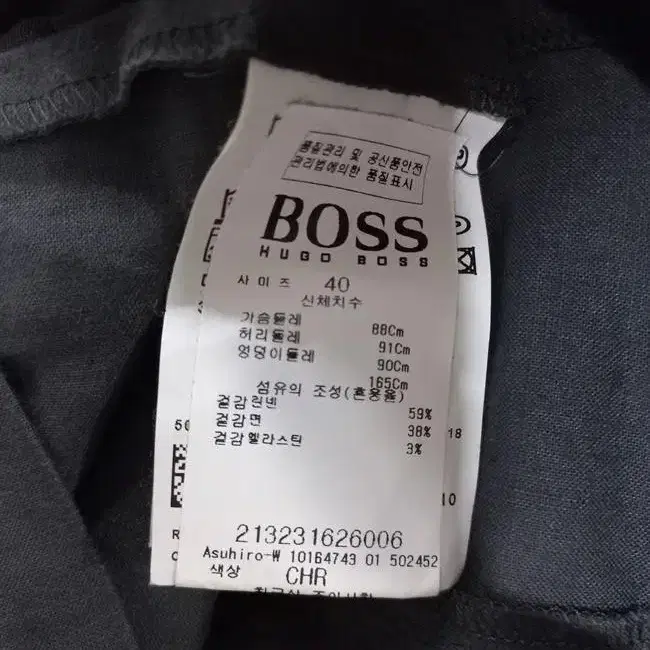 품질관리 및 공산품안전
관리법에의한 품질표시
BOSS
HUGO BOSS
사이즈 40
신체치수
가슴둘레 88Cm
허리둘레 91Cm
엉덩이둘레 90Cm
165Cm
섬유의 조성(혼용율)
겉감린넨 59%
겉감면 38%
겉감엘라스틴 3%
50
18
10
213231626006
Asuhiro-W 10164743 01 502452
색상 CHR